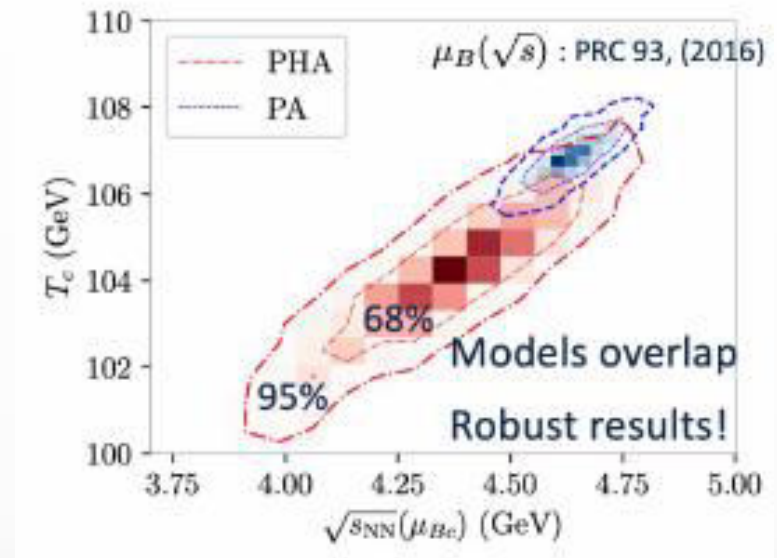 110
108
106
104
102
100
T_c (GeV)
PHA
PA
μ_B(√s) : PRC 93, (2016)
68%
95%
Models overlap
Robust results!
3.75 4.00 4.25 4.50 4.75 5.00
√s_NN(μ_Bc) (GeV)